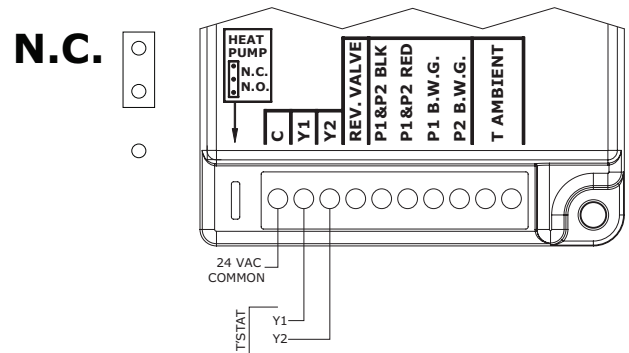 N.C.
HEAT
PUMP
N.C.
N.O.
C
Y1
Y2
REV. VALVE
P1&P2 BLK
P1&P2 RED
P1 B.W.G.
P2 B.W.G.
T AMBIENT
24 VAC
COMMON
T'STAT
Y1
Y2